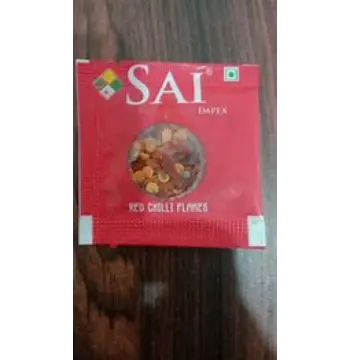 SAI®
IMPEX
RED CHILLI FLAKES